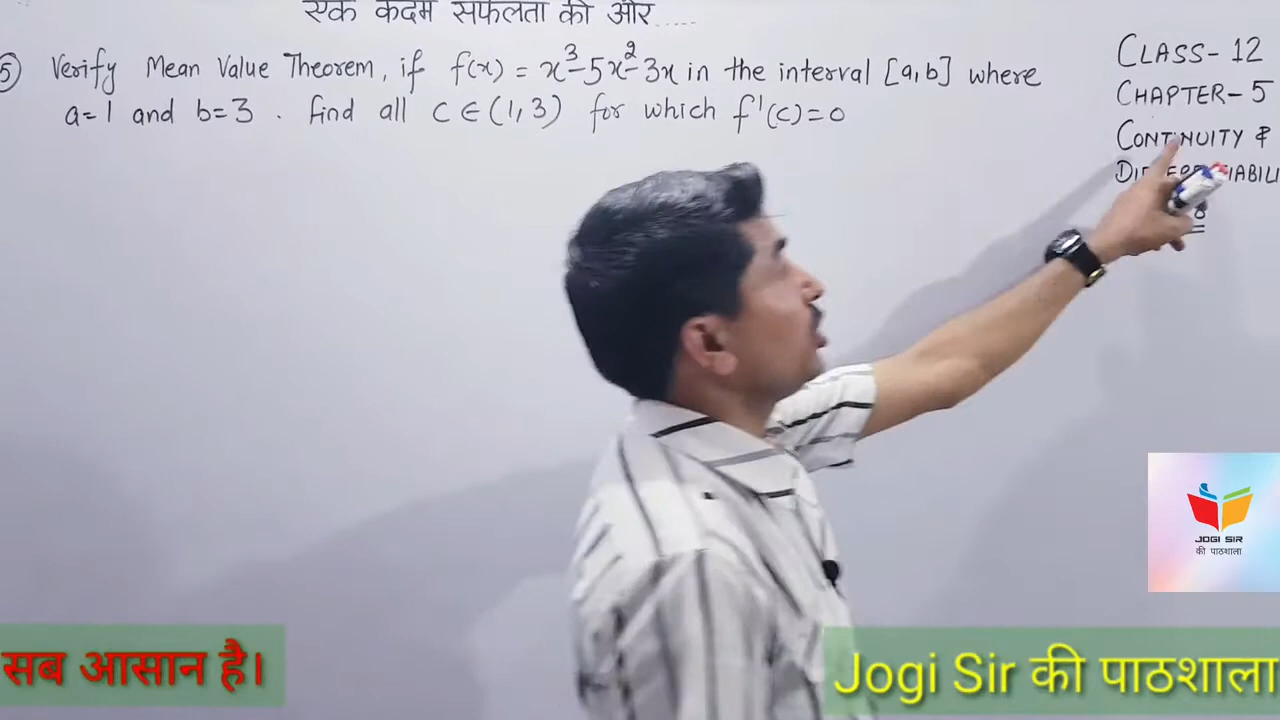 एक कदम सफलता की ओर.....
5) Verify Mean Value Theorem, if f(x) = x³-5x²-3x in the interval [a,b] where
a=1 and b=3. find all c∈(1,3) for which f'(c)=0
CLASS-12
CHAPTER-5
CONTINUITY &
JOGI SIR
की पाठशाला
सब आसान है।
Jogi Sir की पाठशाला